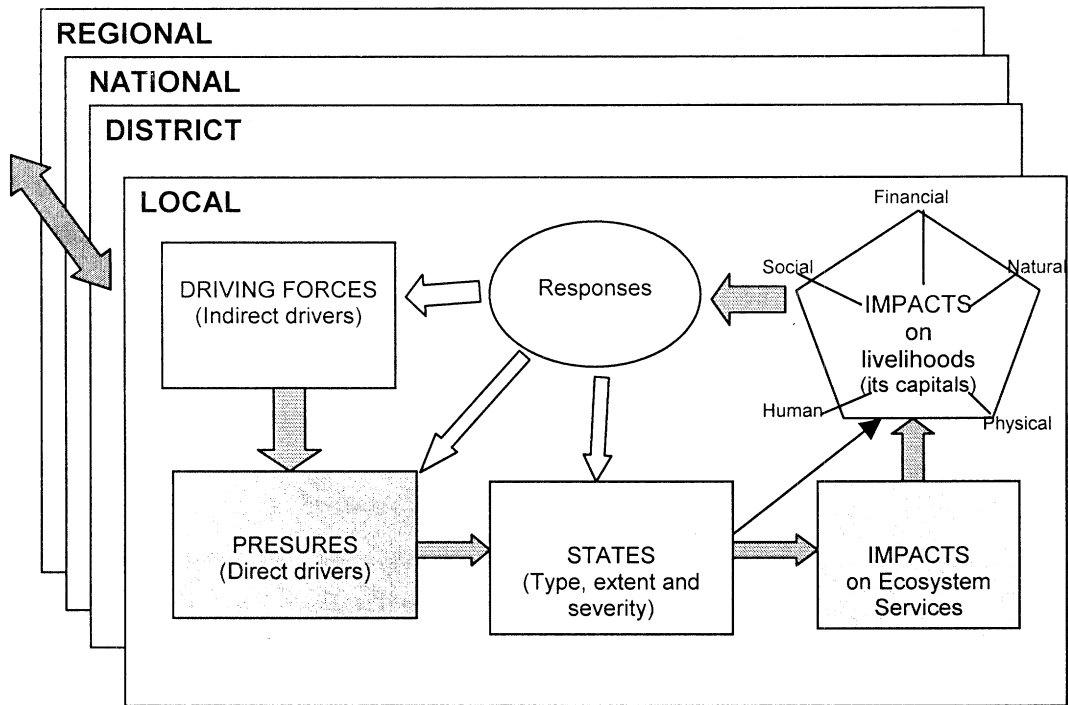 REGIONAL
NATIONAL
DISTRICT
LOCAL
DRIVING FORCES
(Indirect drivers)
Responses
Financial
Social
Natural
IMPACTS
on
livelihoods
(its capitals)
Human
Physical
PRESURES
(Direct drivers)
STATES
(Type, extent and
severity)
IMPACTS
on Ecosystem
Services